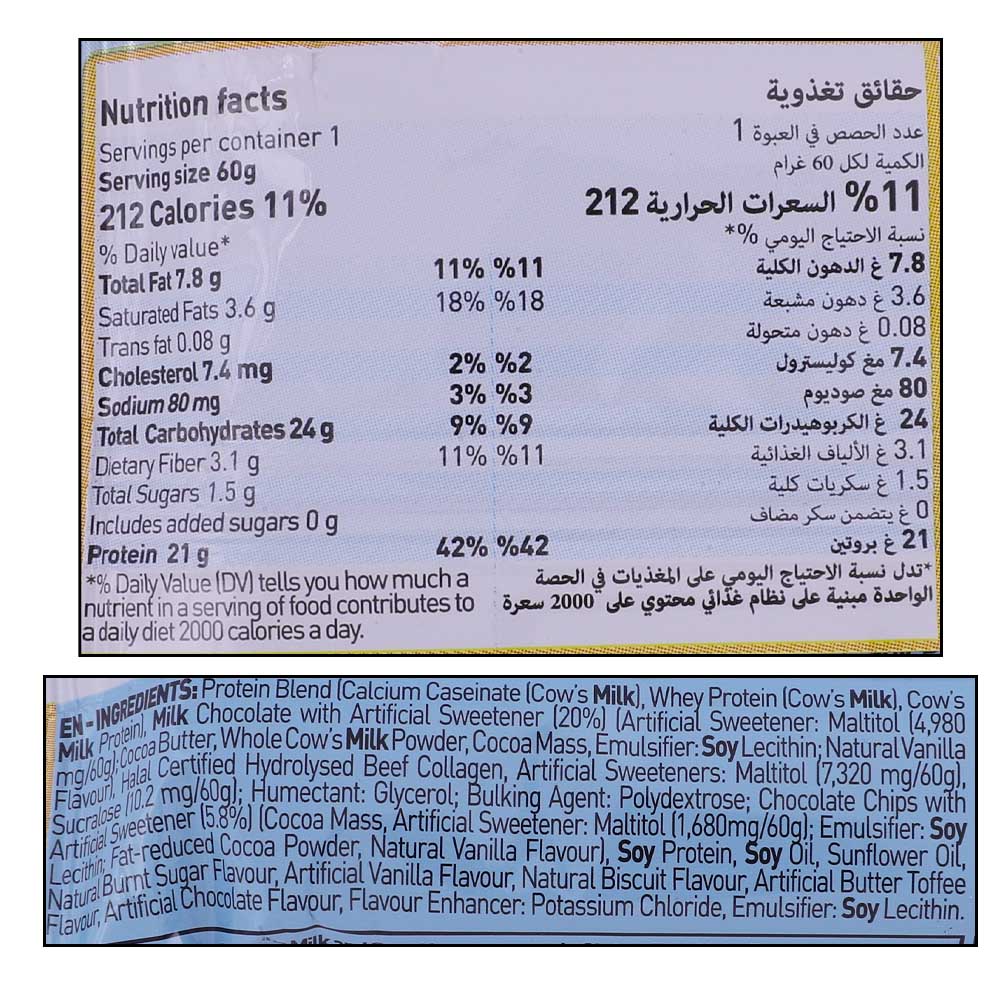 Nutrition facts
Servings per container 1
Serving size 60g
212 Calories 11%
% Daily value*
Total Fat 7.8 g 11%
Saturated Fats 3.6 g 18%
Trans fat 0.08 g
Cholesterol 7.4 mg 2%
Sodium 80 mg 3%
Total Carbohydrates 24 g 9%
Dietary Fiber 3.1 g 11%
Total Sugars 1.5 g
Includes added sugars 0 g
Protein 21 g 42%
*% Daily Value (DV) tells you how much a
nutrient in a serving of food contributes to
a daily diet 2000 calories a day.
حقائق تغذوية
عدد الحصص في العبوة 1
الكمية لكل 60 غرام
%11 السعرات الحرارية 212
نسبة الاحتياج اليومي %*
7.8 غ الدهون الكلية %11
3.6 غ دهون مشبعة %18
0.08 غ دهون متحولة
7.4 مغ كوليسترول %2
80 مغ صوديوم %3
24 غ الكربوهيدرات الكلية %9
3.1 غ الألياف الغذائية %11
1.5 غ سكريات كلية
0 غ يتضمن سكر مضاف
21 غ بروتين %42
*تدل نسبة الاحتياج اليومي على المغذيات في الحصة
الواحدة مبنية على نظام غذائي محتوي على 2000 سعرة
EN - INGREDIENTS: Protein Blend (Calcium Caseinate (Cow's Milk), Whey Protein (Cow's Milk), Cow's
Milk Protein), Milk Chocolate with Artificial Sweetener (20%) (Artificial Sweetener: Maltitol (4,980
mg/60g); Cocoa Butter, Whole Cow's Milk Powder, Cocoa Mass, Emulsifier: Soy Lecithin; Natural Vanilla
Flavour), Halal Certified Hydrolysed Beef Collagen, Artificial Sweeteners: Maltitol (7,320 mg/60g),
Sucralose (10.2 mg/60g); Humectant: Glycerol; Bulking Agent: Polydextrose; Chocolate Chips with
Artificial Sweetener (5.8%) (Cocoa Mass, Artificial Sweetener: Maltitol (1,680mg/60g); Emulsifier: Soy
Lecithin; Fat-reduced Cocoa Powder, Natural Vanilla Flavour), Soy Protein, Soy Oil, Sunflower Oil,
Natural Burnt Sugar Flavour, Artificial Vanilla Flavour, Natural Biscuit Flavour, Artificial Butter Toffee
Flavour, Artificial Chocolate Flavour, Flavour Enhancer: Potassium Chloride, Emulsifier: Soy Lecithin.